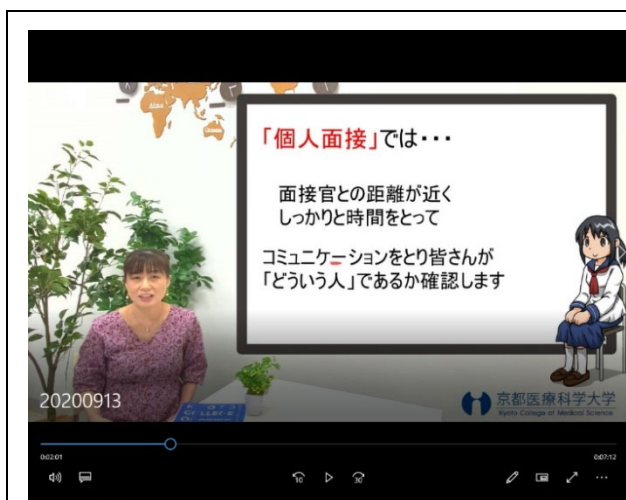 「個人面接」では・・・
面接官との距離が近く
しっかりと時間をとって
コミュニケーションをとり皆さんが
「どういう人」であるか確認します
20200913
京都医療科学大学
Kyoto College of Medical Science
0:02:01
0:07:12
10
30